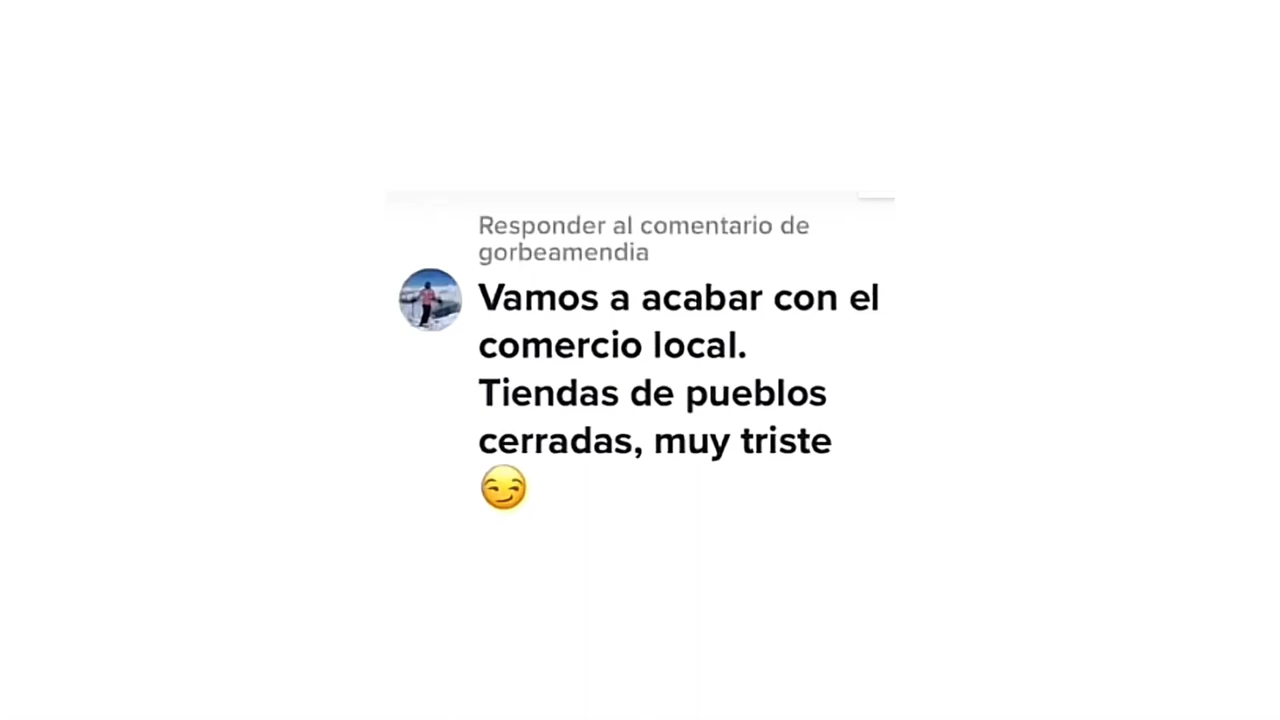 Responder al comentario de
gorbeamendia
Vamos a acabar con el
comercio local.
Tiendas de pueblos
cerradas, muy triste
😏